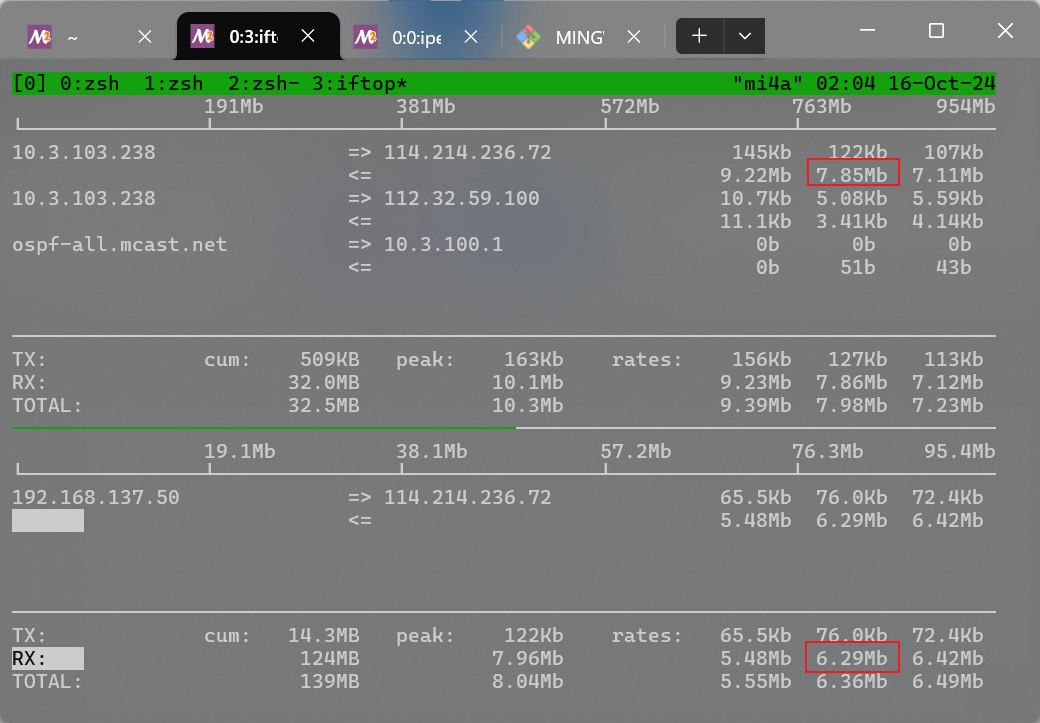 ~ 0:3:ift 0:0:ipe MING
[0] 0:zsh 1:zsh 2:zsh- 3:iftop* "mi4a" 02:04 16-Oct-24
191Mb 381Mb 572Mb 763Mb 954Mb
10.3.103.238 => 114.214.236.72 145Kb 122Kb 107Kb
<= 9.22Mb 7.85Mb 7.11Mb
10.3.103.238 => 112.32.59.100 10.7Kb 5.08Kb 5.59Kb
<= 11.1Kb 3.41Kb 4.14Kb
ospf-all.mcast.net => 10.3.100.1 0b 0b 0b
<= 0b 51b 43b
TX: cum: 509KB peak: 163Kb rates: 156Kb 127Kb 113Kb
RX: 32.0MB 10.1Mb 9.23Mb 7.86Mb 7.12Mb
TOTAL: 32.5MB 10.3Mb 9.39Mb 7.98Mb 7.23Mb
19.1Mb 38.1Mb 57.2Mb 76.3Mb 95.4Mb
192.168.137.50 => 114.214.236.72 65.5Kb 76.0Kb 72.4Kb
<= 5.48Mb 6.29Mb 6.42Mb
TX: cum: 14.3MB peak: 122Kb rates: 65.5Kb 76.0Kb 72.4Kb
RX: 124MB 7.96Mb 5.48Mb 6.29Mb 6.42Mb
TOTAL: 139MB 8.04Mb 5.55Mb 6.36Mb 6.49Mb